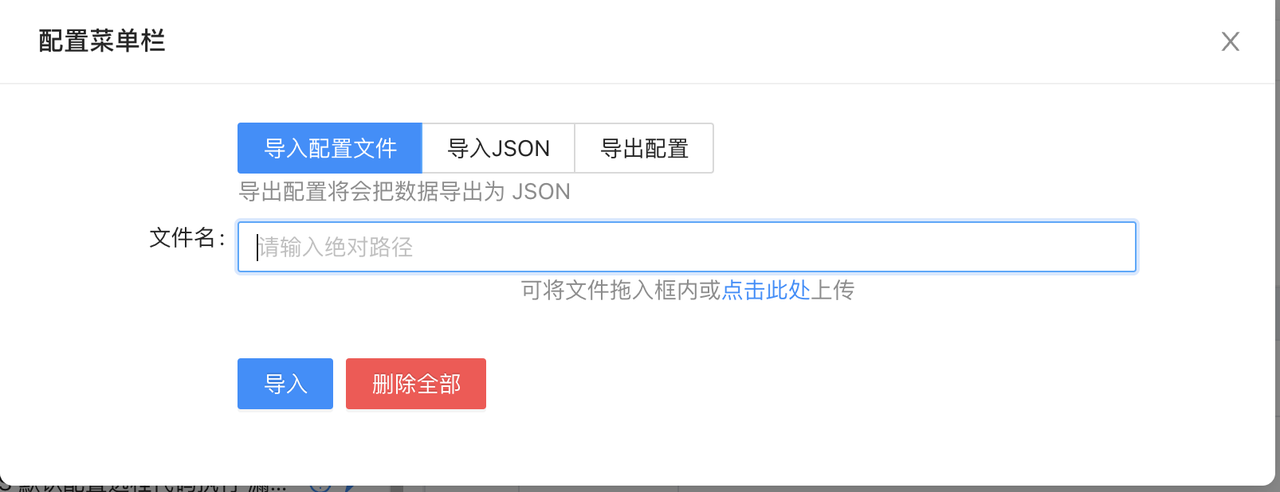 配置菜单栏
导入配置文件 导入JSON 导出配置
导出配置将会把数据导出为 JSON
文件名:
请输入绝对路径
可将文件拖入框内或点击此处上传
导入 删除全部